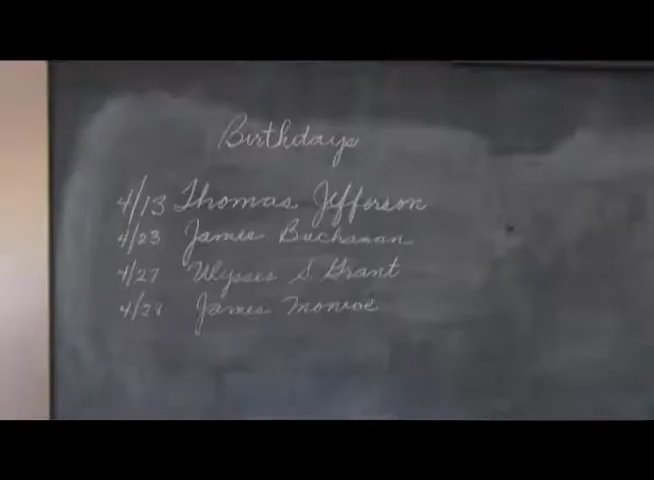 Birthdays
4/13 Thomas Jefferson
4/23 James Buchanan
4/27 Ulysses S Grant
4/28 James Monroe